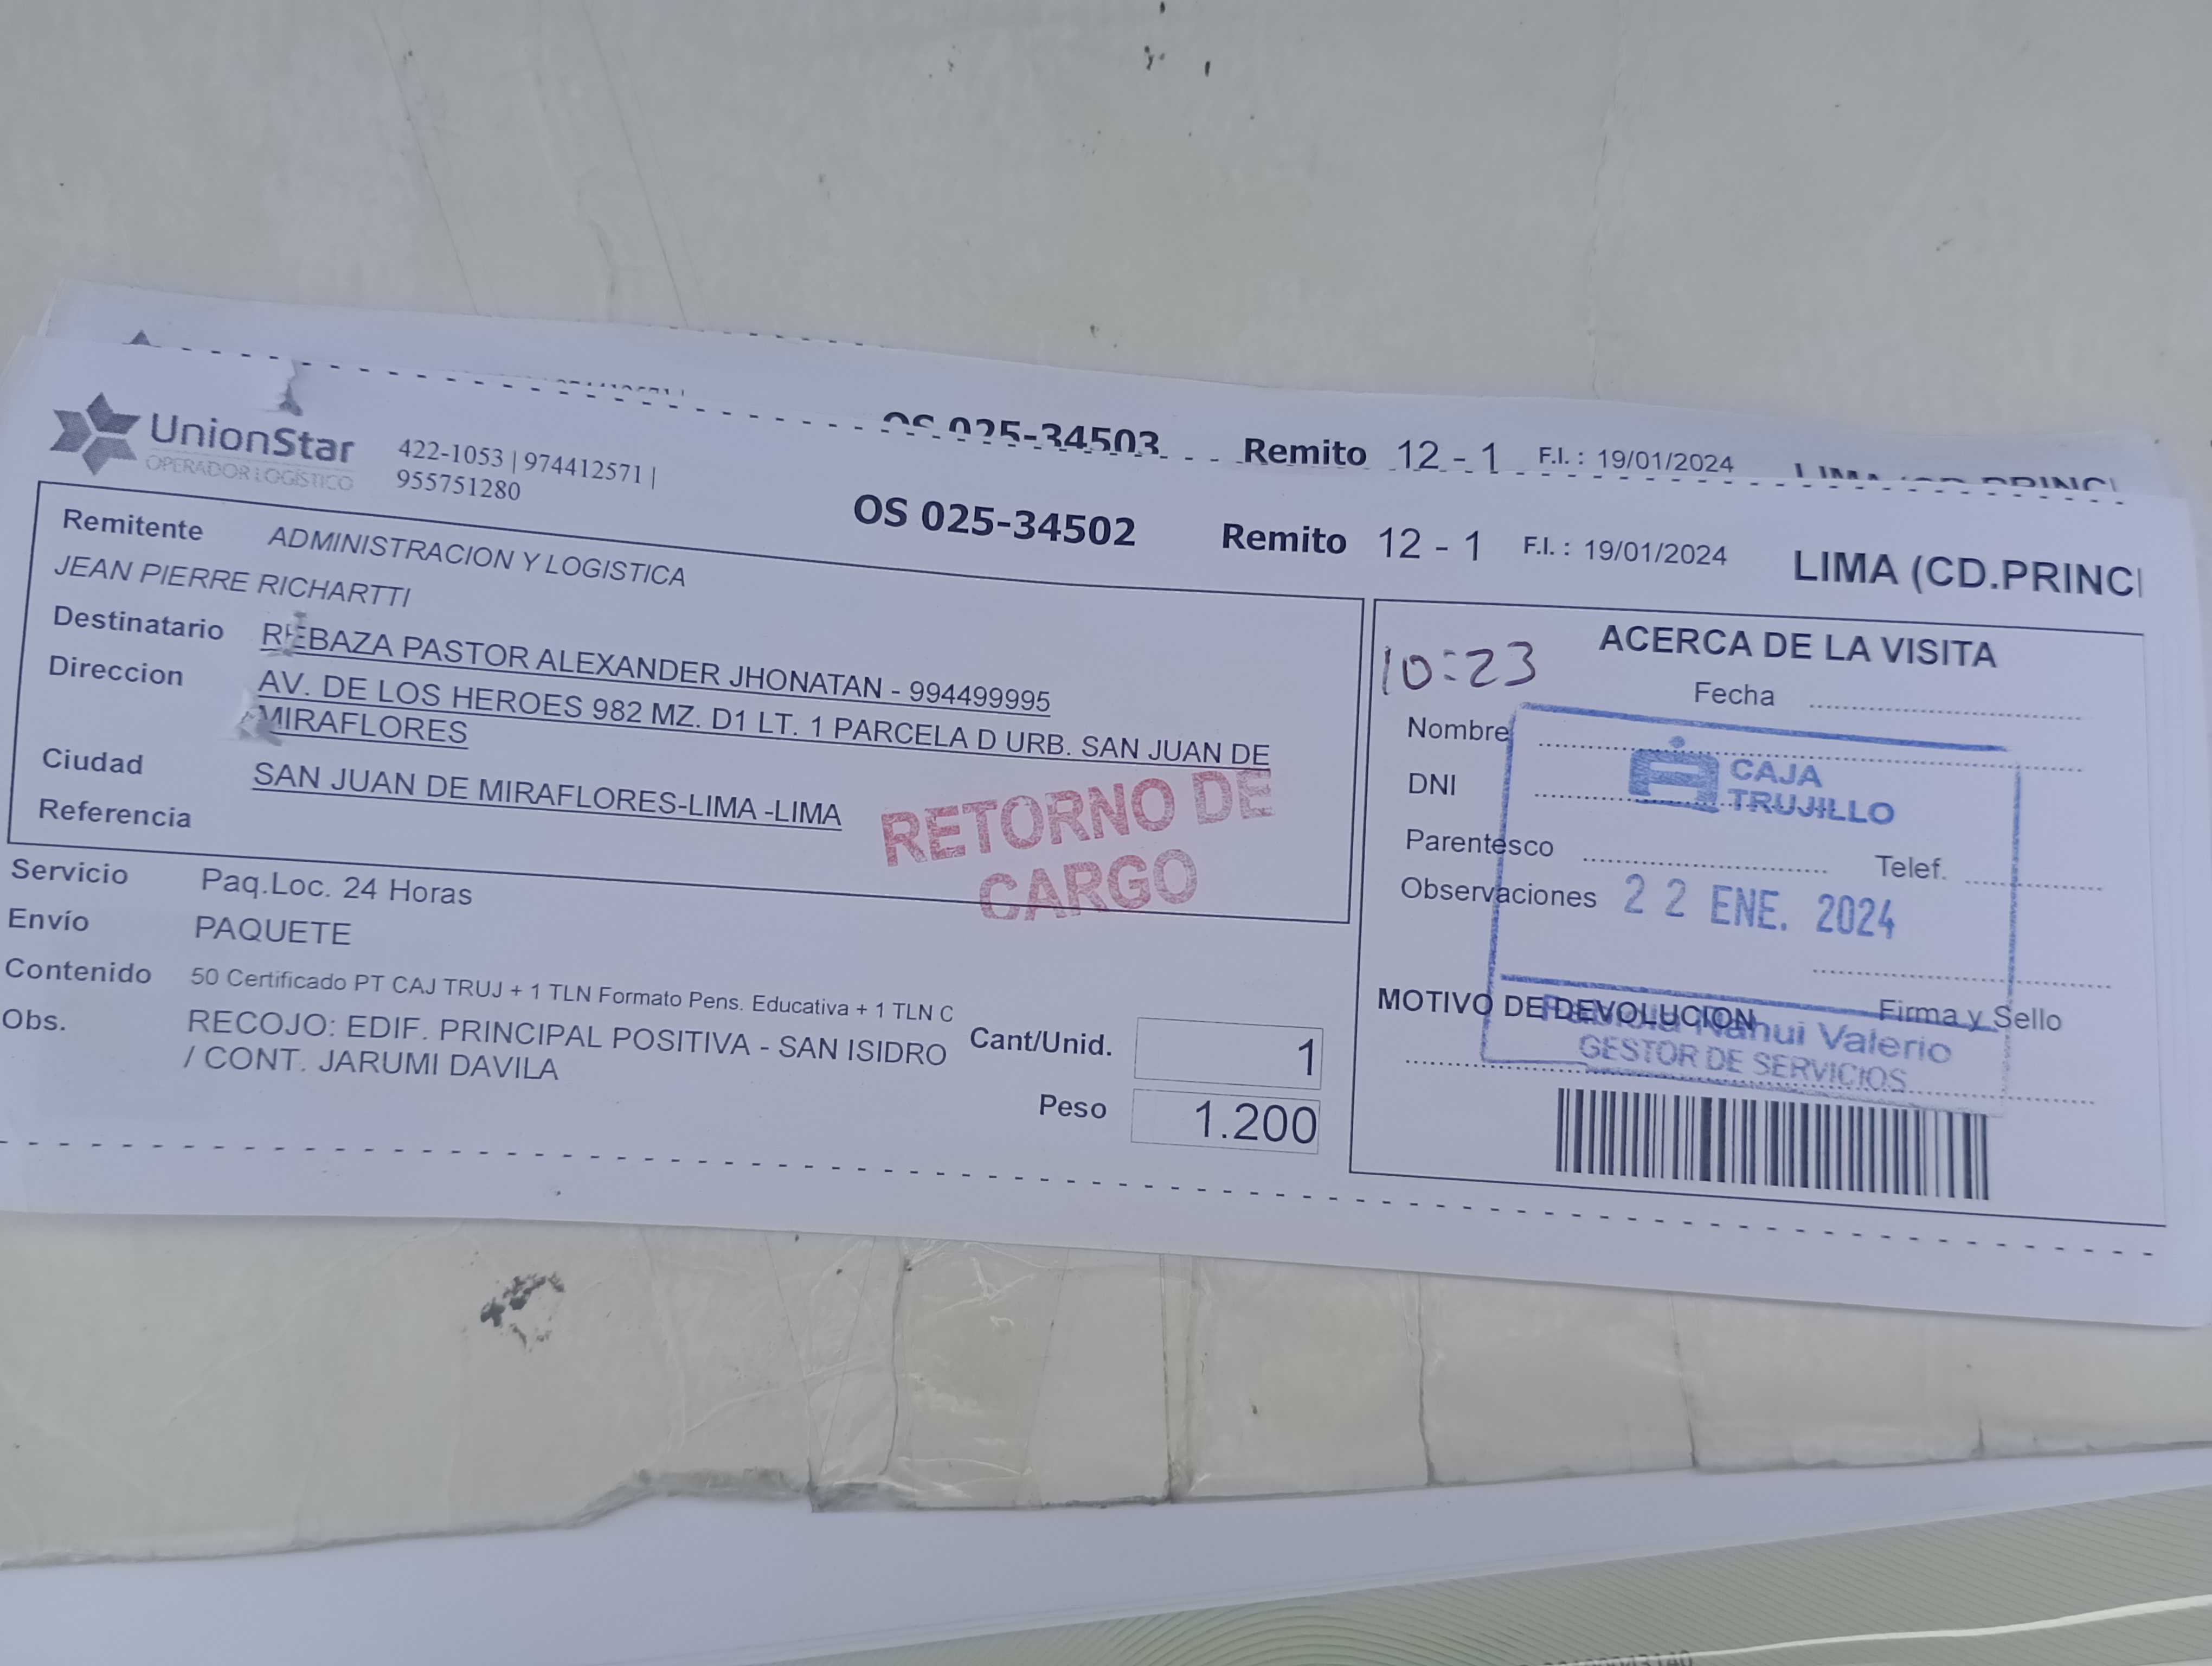 OS 025-34503 Remito 12 - 1 F.I. : 19/01/2024
UnionStar
OPERADOR LOGÍSTICO
422-1053 | 974412571 |
955751280
OS 025-34502 Remito 12 - 1 F.I. : 19/01/2024 LIMA (CD.PRINCI
Remitente ADMINISTRACION Y LOGISTICA
JEAN PIERRE RICHARTTI
Destinatario REBAZA PASTOR ALEXANDER JHONATAN - 994499995
Direccion AV. DE LOS HEROES 982 MZ. D1 LT. 1 PARCELA D URB. SAN JUAN DE
MIRAFLORES
Ciudad SAN JUAN DE MIRAFLORES-LIMA -LIMA
Referencia
RETORNO DE
CARGO
Servicio Paq.Loc. 24 Horas
Envío PAQUETE
Contenido 50 Certificado PT CAJ TRUJ + 1 TLN Formato Pens. Educativa + 1 TLN C
Obs. RECOJO: EDIF. PRINCIPAL POSITIVA - SAN ISIDRO
/ CONT. JARUMI DAVILA
Cant/Unid. 1
Peso 1.200
10:23
ACERCA DE LA VISITA
Fecha
Nombre
DNI
Parentesco Telef.
Observaciones
CAJA
TRUJILLO
22 ENE. 2024
Firma y Sello
MOTIVO DE DEVOLUCION
Ñahui Valerio
GESTOR DE SERVICIOS